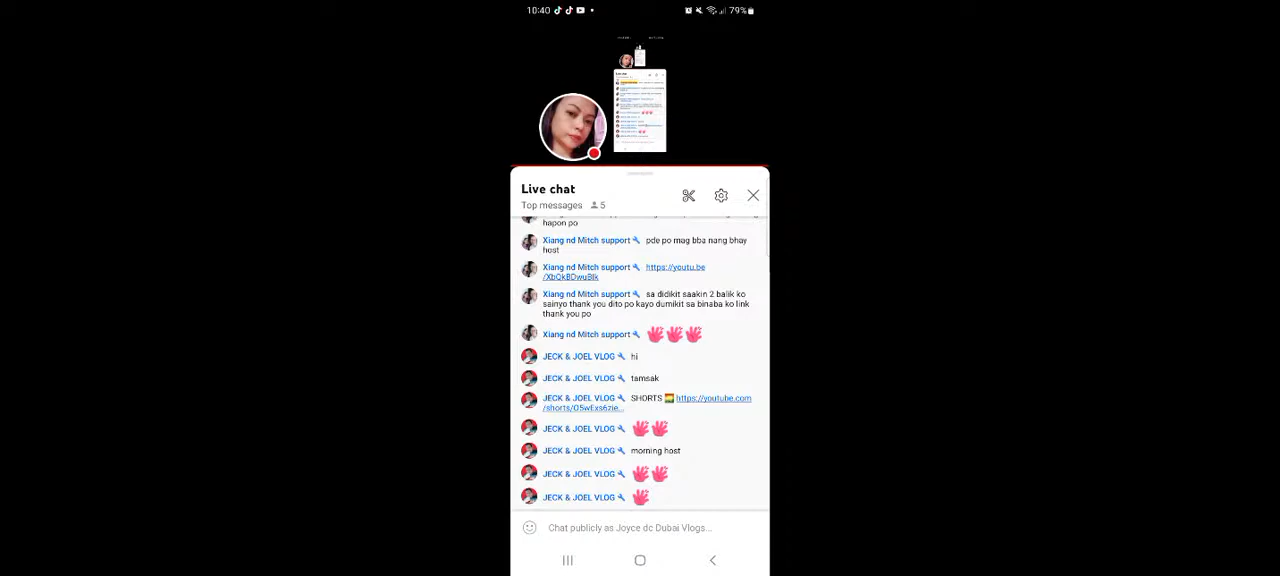 10:40
79%
Live chat
Top messages 5
hapon po
Xiang nd Mitch support pde po mag bba nang bhay
host
Xiang nd Mitch support https://youtu.be
/XbQkBDwuBlk
Xiang nd Mitch support sa didikit saakin 2 balik ko
sainyo thank you dito po kayo dumikit sa binaba ko link
thank you po
Xiang nd Mitch support
JECK & JOEL VLOG hi
JECK & JOEL VLOG tamsak
JECK & JOEL VLOG SHORTS https://youtube.com
/shorts/O5wExs6zie...
JECK & JOEL VLOG
JECK & JOEL VLOG morning host
JECK & JOEL VLOG
JECK & JOEL VLOG
Chat publicly as Joyce dc Dubai Vlogs...